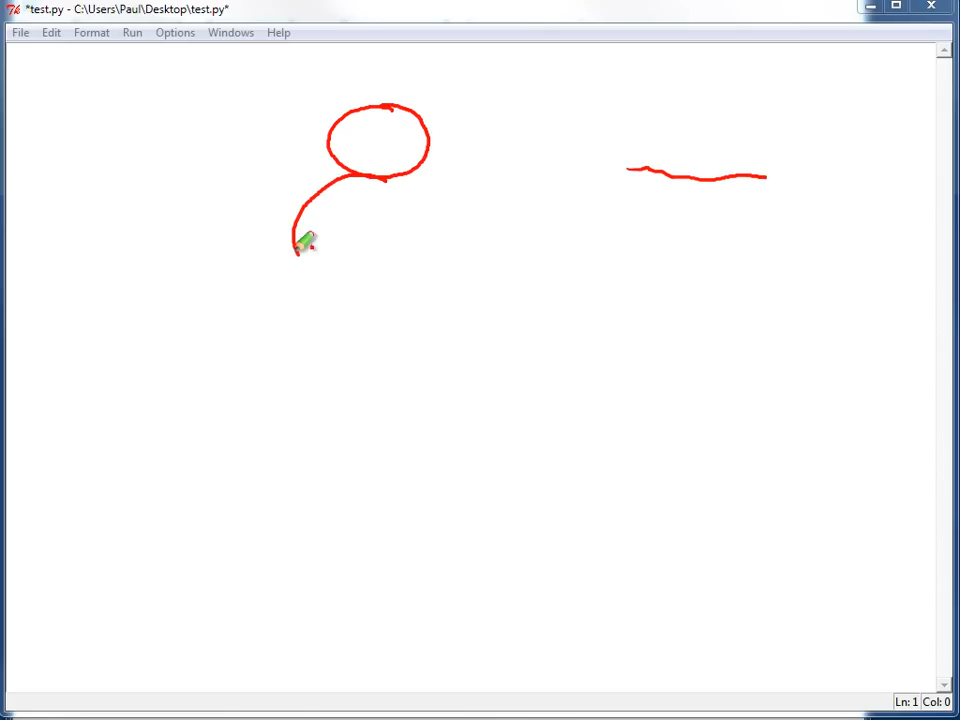 *test.py - C:\Users\Paul\Desktop\test.py*
File Edit Format Run Options Windows Help
Ln: 1 Col: 0